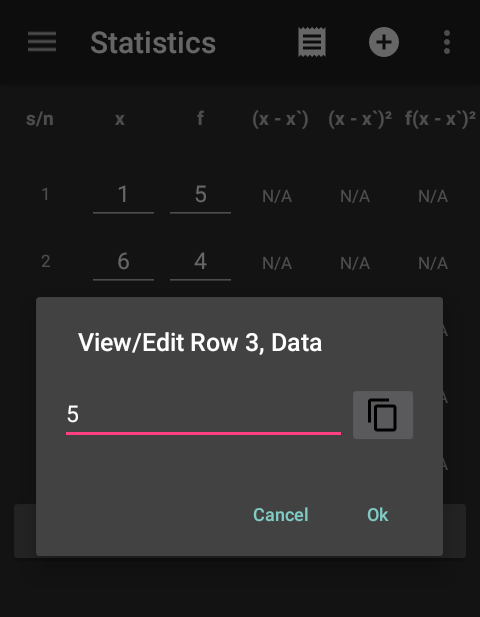 Statistics
s/n x f (x - x`) (x - x`)² f(x - x`)²
1 1 5 N/A N/A N/A
2 6 4 N/A N/A N/A
View/Edit Row 3, Data
5
Cancel Ok